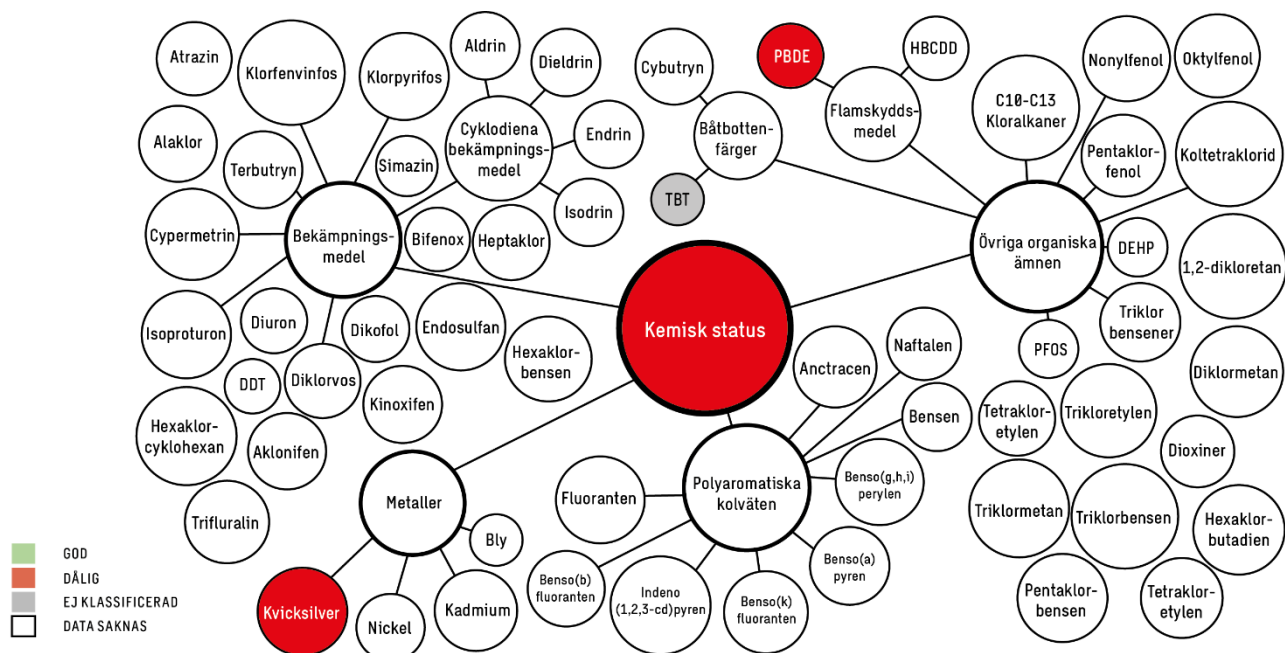 Atrazin
Klorfenvinfos
Klorpyrifos
Aldrin
Dieldrin
Alaklor
Terbutryn
Simazin
Cyklodiena
bekämpnings-
medel
Endrin
Isodrin
Cypermetrin
Bekämpnings-
medel
Bifenox
Heptaklor
Isoproturon
Diuron
Dikofol
Endosulfan
Hexaklor-
bensen
DDT
Diklorvos
Kinoxifen
Hexaklor-
cyklohexan
Aklonifen
Trifluralin
Cybutryn
PBDE
HBCDD
Båtbotten-
färger
Flamskydds-
medel
TBT
C10-C13
Kloralkaner
Nonylfenol
Oktylfenol
Pentaklor-
fenol
Koltetraklorid
Övriga organiska
ämnen
DEHP
1,2-dikloretan
Triklor
bensener
PFOS
Diklormetan
Kemisk status
Anctracen
Naftalen
Bensen
Tetraklor-
etylen
Trikloretylen
Dioxiner
Metaller
Bly
Kvicksilver
Nickel
Kadmium
Polyaromatiska
kolväten
Fluoranten
Benso(g,h,i)
perylen
Benso(a)
pyren
Benso(b)
fluoranten
Indeno
(1,2,3-cd)pyren
Benso(k)
fluoranten
Triklormetan
Triklorbensen
Hexaklor-
butadien
Pentaklor-
bensen
Tetraklor-
etylen
GOD
DÅLIG
EJ KLASSIFICERAD
DATA SAKNAS